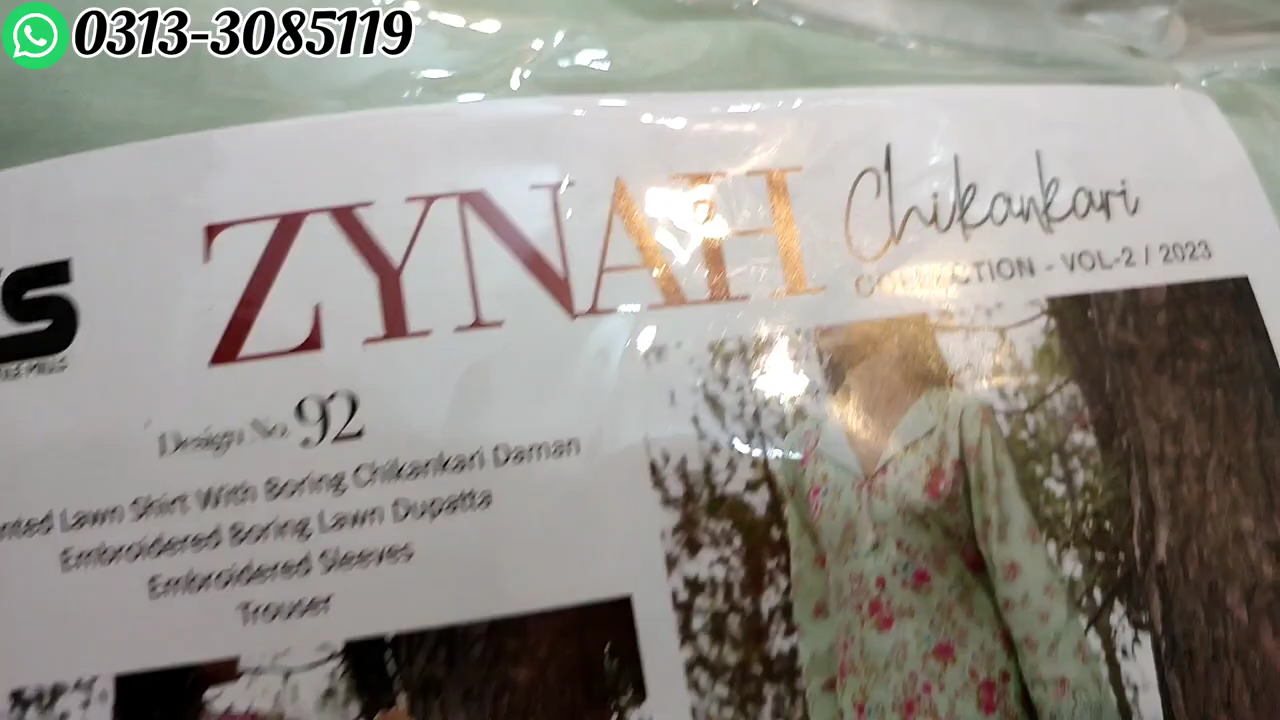 0313-3085119
ZYNAH Chikankari
COLLECTION - VOL-2 / 2023
S
Design No. 92
Lawn Shirt With Boring Chikankari Daman
Embroidered Boring Lawn Dupatta
Embroidered Sleeves
Trouser